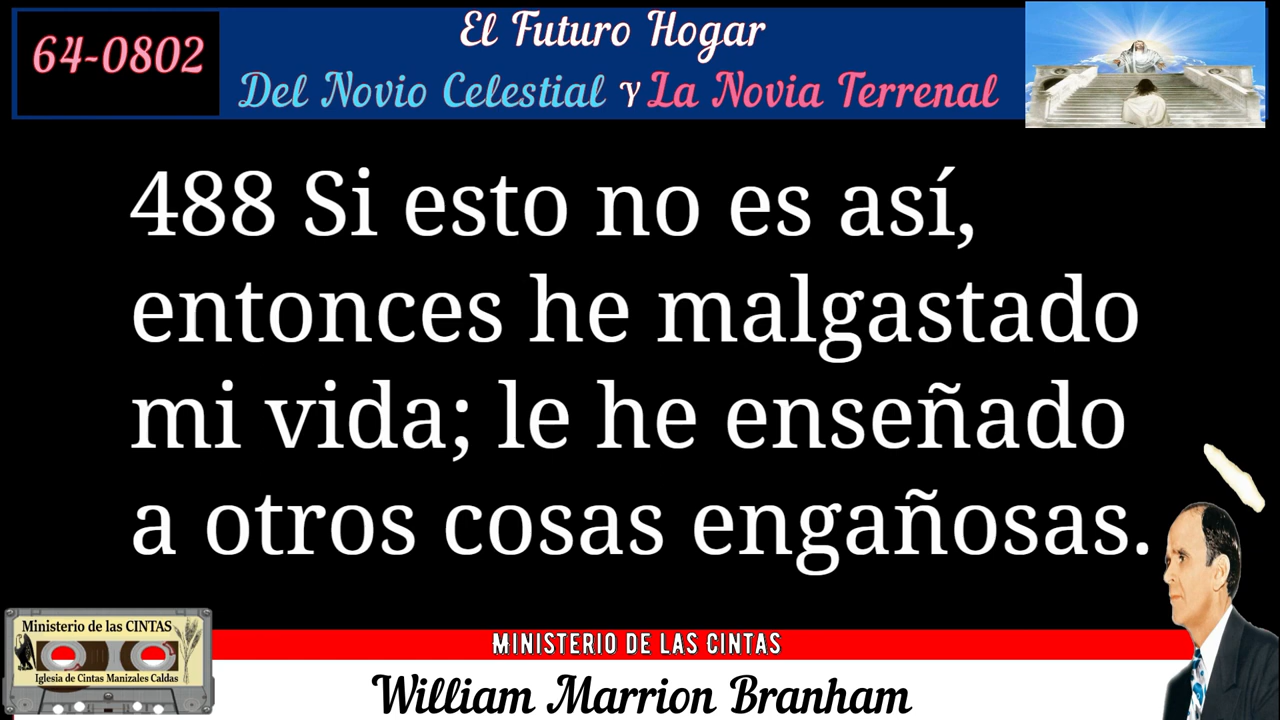 64-0802
El Futuro Hogar
Del Novio Celestial Y La Novia Terrenal
488 Si esto no es así,
entonces he malgastado
mi vida; le he enseñado
a otros cosas engañosas.
Ministerio de las CINTAS
Iglesia de Cintas Manizales Caldas
MINISTERIO DE LAS CINTAS
William Marrion Branham